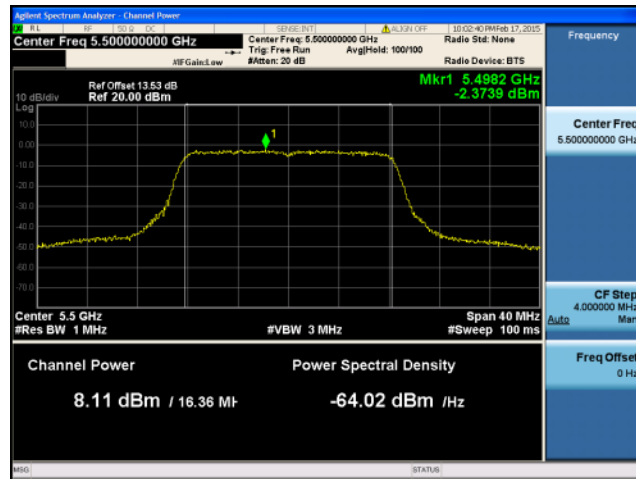 Agilent Spectrum Analyzer - Channel Power
RL RF 50 Ω DC SENSE:INT ALIGN OFF 10:02:40 PM Feb 17, 2015
Center Freq 5.500000000 GHz Center Freq: 5.500000000 GHz Radio Std: None
Trig: Free Run Avg|Hold: 100/100
#IFGain:Low #Atten: 20 dB Radio Device: BTS
Ref Offset 13.53 dB Mkr1 5.4982 GHz
10 dB/div Ref 20.00 dBm -2.3739 dBm
Log
10.0
0.00
-10.0
-20.0
-30.0
-40.0
-50.0
-60.0
-70.0
1
Center 5.5 GHz Span 40 MHz
#Res BW 1 MHz #VBW 3 MHz #Sweep 100 ms
Channel Power Power Spectral Density
8.11 dBm / 16.36 MH -64.02 dBm /Hz
MSG STATUS
Frequency
Center Freq
5.500000000 GHz
CF Step
4.000000 MHz
Auto Man
Freq Offset
0 Hz